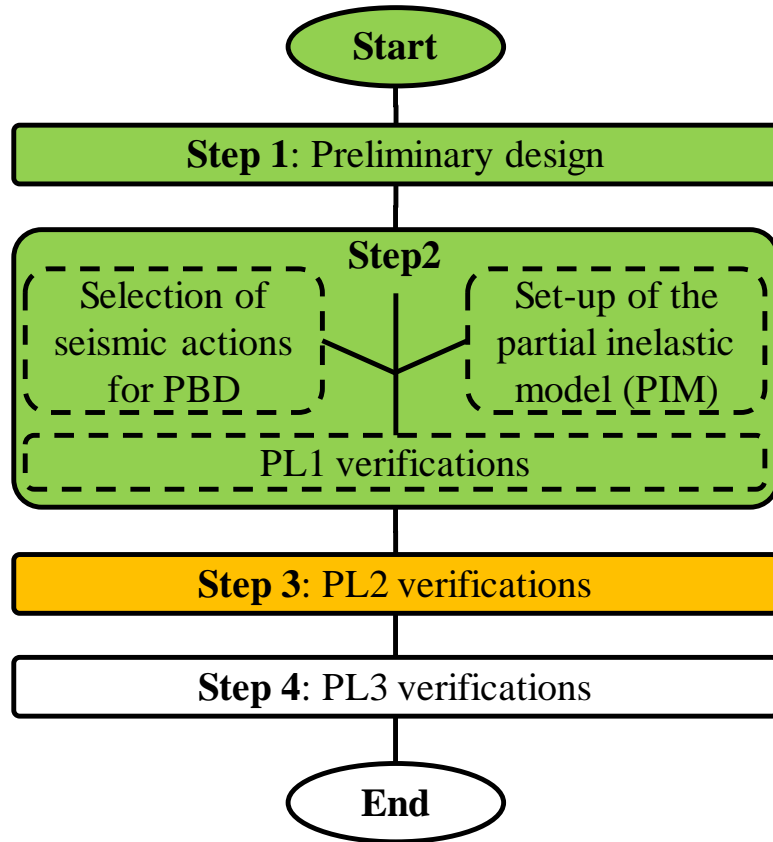 Start
Step 1: Preliminary design
Step2
Selection of
seismic actions
for PBD
Set-up of the
partial inelastic
model (PIM)
PL1 verifications
Step 3: PL2 verifications
Step 4: PL3 verifications
End